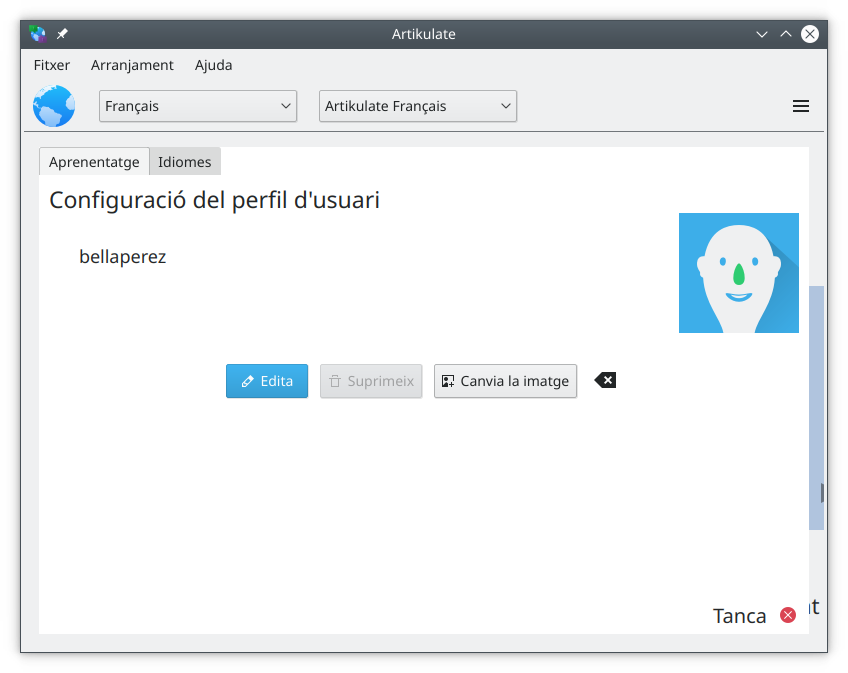 Artikulate
Fitxer Arranjament Ajuda
Français Artikulate Français
Aprenentatge Idiomes
Configuració del perfil d'usuari
bellaperez
Edita Suprimeix Canvia la imatge
Tanca